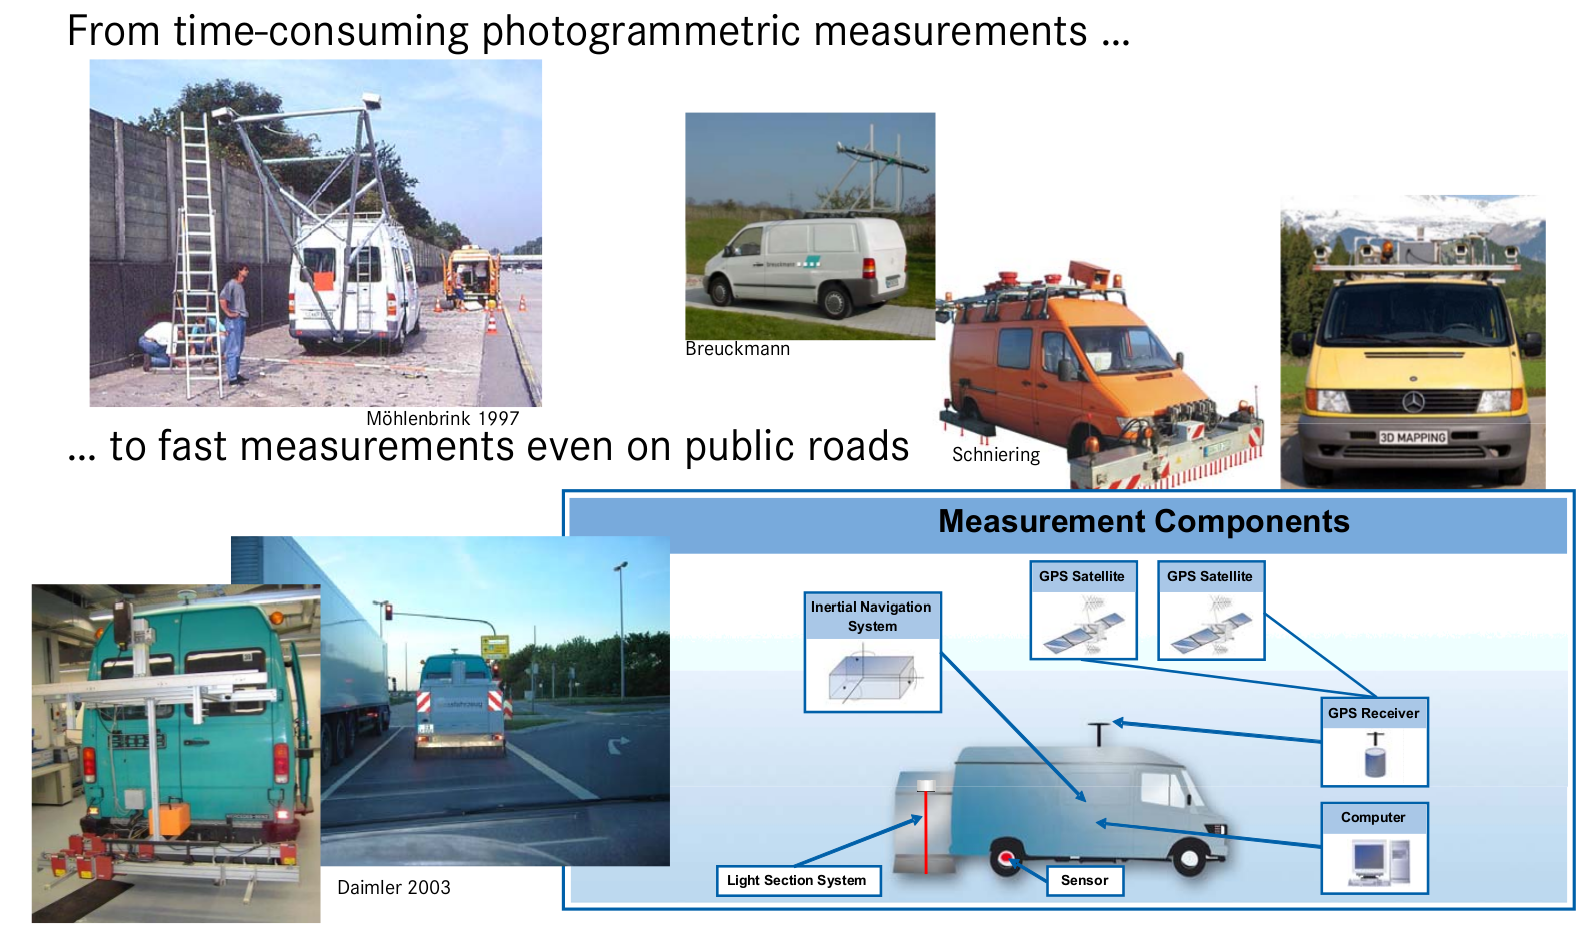 From time-consuming photogrammetric measurements ...
Breuckmann
Breuckmann
Möhlenbrink 1997
... to fast measurements even on public roads
Schniering
3D MAPPING
Measurement Components
GPS Satellite
GPS Satellite
Inertial Navigation
System
GPS Receiver
Computer
Light Section System
Sensor
Daimler 2003